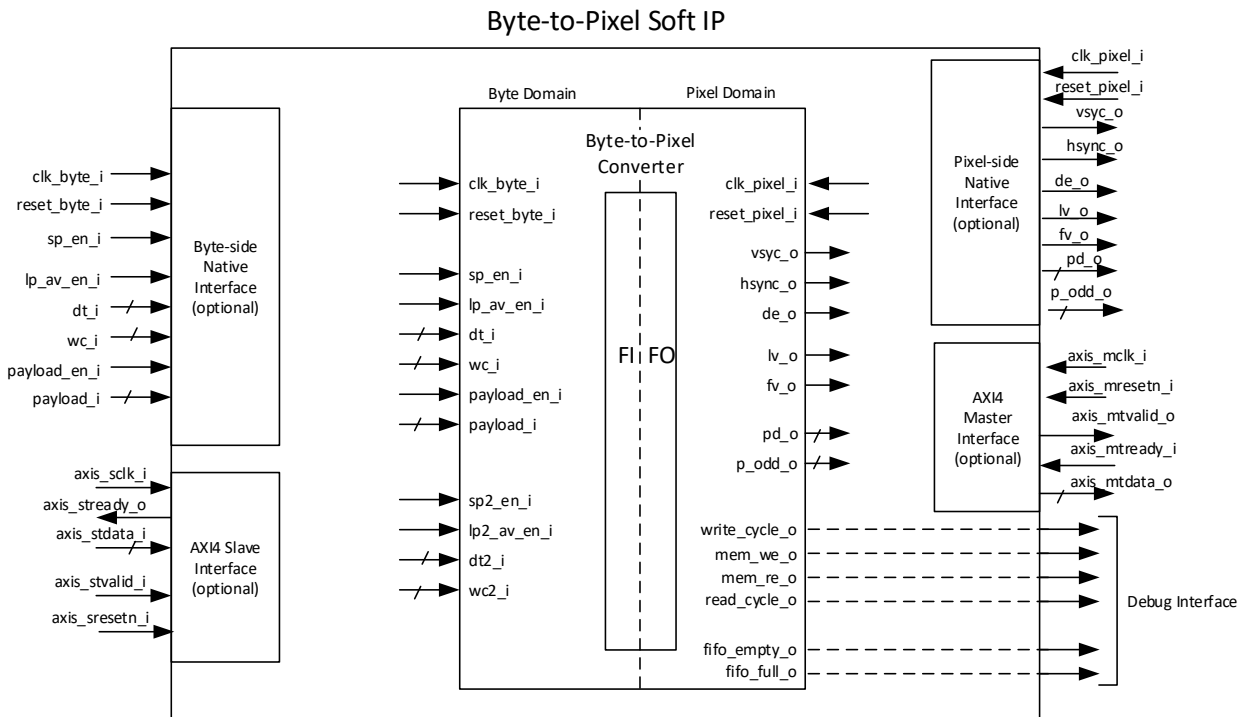 Byte-to-Pixel Soft IP
clk_byte_i
reset_byte_i
sp_en_i
lp_av_en_i
dt_i
wc_i
payload_en_i
payload_i
Byte-side
Native
Interface
(optional)
axis_sclk_i
axis_stready_o
axis_stdata_i
axis_stvalid_i
axis_sresetn_i
AXI4 Slave
Interface
(optional)
Byte Domain
Pixel Domain
Byte-to-Pixel
Converter
FI FO
clk_byte_i
reset_byte_i
sp_en_i
lp_av_en_i
dt_i
wc_i
payload_en_i
payload_i
sp2_en_i
lp2_av_en_i
dt2_i
wc2_i
clk_pixel_i
reset_pixel_i
vsyc_o
hsync_o
de_o
lv_o
fv_o
pd_o
p_odd_o
write_cycle_o
mem_we_o
mem_re_o
read_cycle_o
fifo_empty_o
fifo_full_o
Pixel-side
Native
Interface
(optional)
clk_pixel_i
reset_pixel_i
vsyc_o
hsync_o
de_o
lv_o
fv_o
pd_o
p_odd_o
AXI4
Master
Interface
(optional)
axis_mclk_i
axis_mresetn_i
axis_mtvalid_o
axis_mtready_i
axis_mtdata_o
Debug Interface